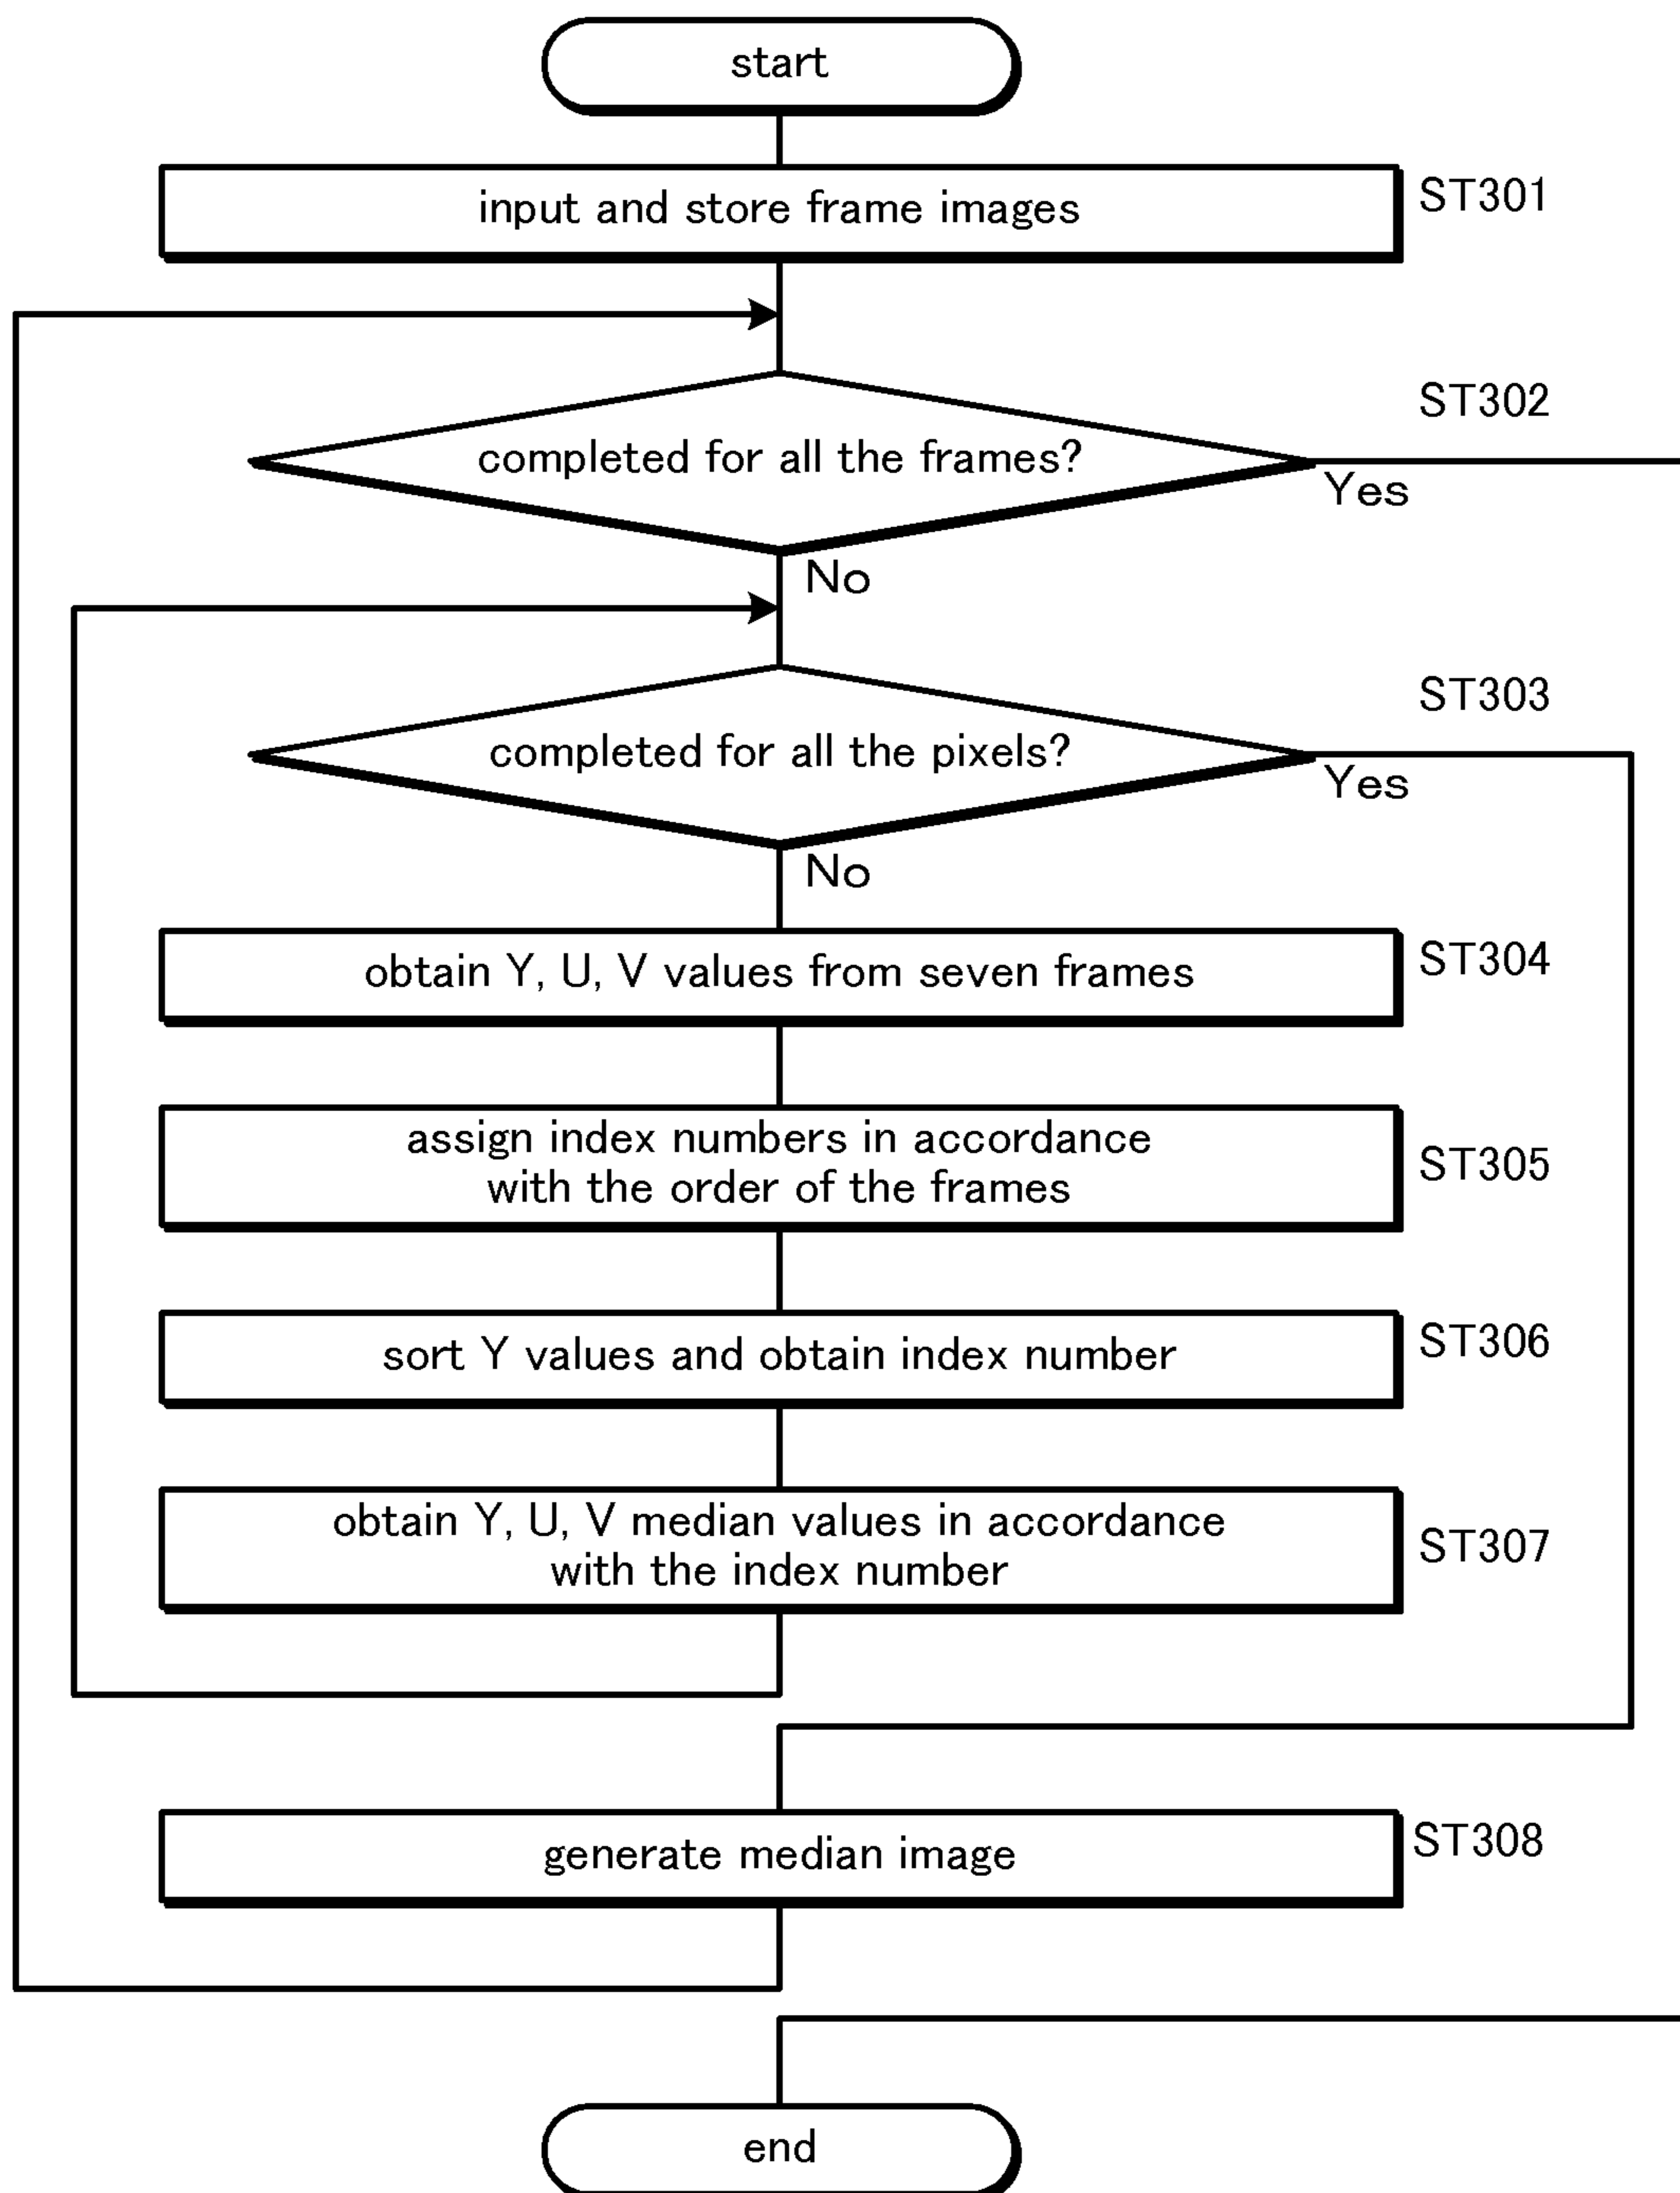 start
input and store frame images
ST301
completed for all the frames?
ST302
Yes
No
completed for all the pixels?
ST303
Yes
No
obtain Y, U, V values from seven frames
ST304
assign index numbers in accordance
with the order of the frames
ST305
sort Y values and obtain index number
ST306
obtain Y, U, V median values in accordance
with the index number
ST307
generate median image
ST308
end